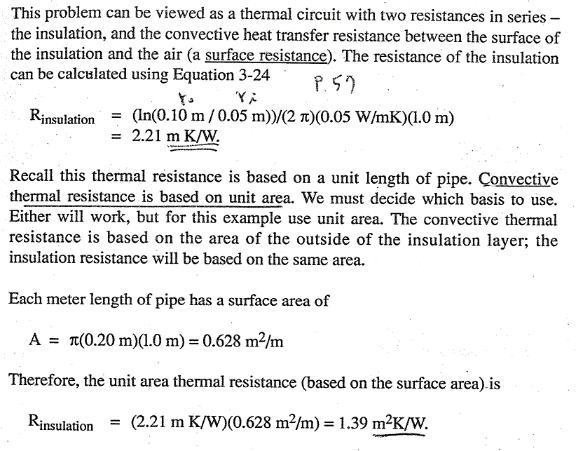 This problem can be viewed as a thermal circuit with two resistances in series –
the insulation, and the convective heat transfer resistance between the surface of
the insulation and the air (a surface resistance). The resistance of the insulation
can be calculated using Equation 3-24
P. 57
r₀ rᵢ
Rinsulation = (ln(0.10 m / 0.05 m))/(2 π)(0.05 W/mK)(1.0 m)
= 2.21 m K/W.
Recall this thermal resistance is based on a unit length of pipe. Convective
thermal resistance is based on unit area. We must decide which basis to use.
Either will work, but for this example use unit area. The convective thermal
resistance is based on the area of the outside of the insulation layer; the
insulation resistance will be based on the same area.
Each meter length of pipe has a surface area of
A = π(0.20 m)(1.0 m) = 0.628 m²/m
Therefore, the unit area thermal resistance (based on the surface area) is
Rinsulation = (2.21 m K/W)(0.628 m²/m) = 1.39 m²K/W.